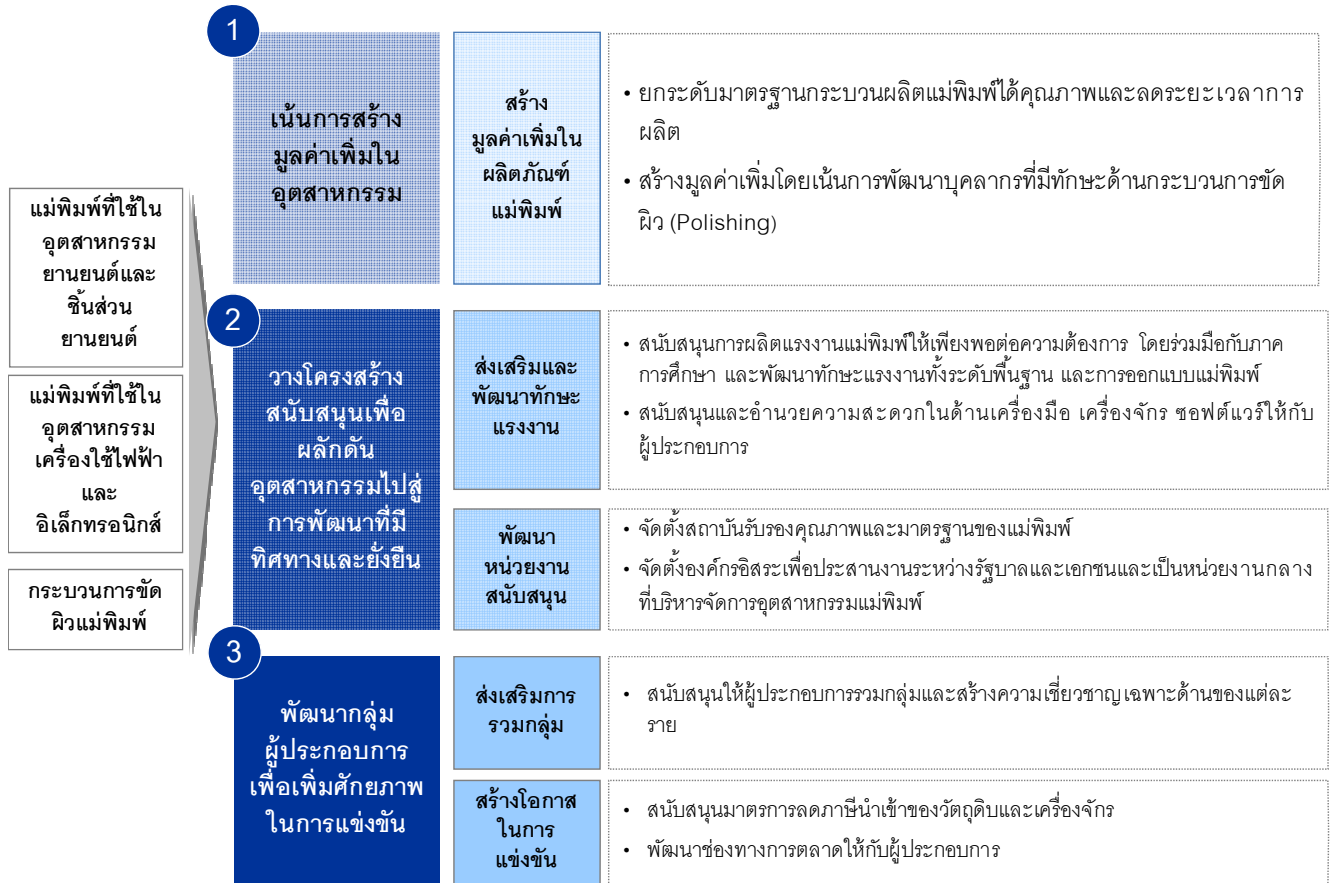 แม่พิมพ์ที่ใช้ใน
อุตสาหกรรม
ยานยนต์และ
ชิ้นส่วน
ยานยนต์
แม่พิมพ์ที่ใช้ใน
อุตสาหกรรม
เครื่องใช้ไฟฟ้า
และ
อิเล็กทรอนิกส์
กระบวนการขัด
ผิวแม่พิมพ์
1
เน้นการสร้าง
มูลค่าเพิ่มใน
อุตสาหกรรม
สร้าง
มูลค่าเพิ่มใน
ผลิตภัณฑ์
แม่พิมพ์
• ยกระดับมาตรฐานกระบวนผลิตแม่พิมพ์ได้คุณภาพและลดระยะเวลาการ
ผลิต
• สร้างมูลค่าเพิ่มโดยเน้นการพัฒนาบุคลากรที่มีทักษะด้านกระบวนการขัด
ผิว (Polishing)
2
วางโครงสร้าง
สนับสนุนเพื่อ
ผลักดัน
อุตสาหกรรมไปสู่
การพัฒนาที่มี
ทิศทางและยั่งยืน
ส่งเสริมและ
พัฒนาทักษะ
แรงงาน
• สนับสนุนการผลิตแรงงานแม่พิมพ์ให้เพียงพอต่อความต้องการ โดยร่วมมือกับภาค
การศึกษา และพัฒนาทักษะแรงงานทั้งระดับพื้นฐาน และการออกแบบแม่พิมพ์
• สนับสนุนและอำนวยความสะดวกในด้านเครื่องมือ เครื่องจักร ซอฟต์แวร์ให้กับ
ผู้ประกอบการ
พัฒนา
หน่วยงาน
สนับสนุน
• จัดตั้งสถาบันรับรองคุณภาพและมาตรฐานของแม่พิมพ์
• จัดตั้งองค์กรอิสระเพื่อประสานงานระหว่างรัฐบาลและเอกชนและเป็นหน่วยงานกลาง
ที่บริหารจัดการอุตสาหกรรมแม่พิมพ์
3
พัฒนากลุ่ม
ผู้ประกอบการ
เพื่อเพิ่มศักยภาพ
ในการแข่งขัน
ส่งเสริมการ
รวมกลุ่ม
• สนับสนุนให้ผู้ประกอบการรวมกลุ่มและสร้างความเชี่ยวชาญเฉพาะด้านของแต่ละ
ราย
สร้างโอกาส
ในการ
แข่งขัน
• สนับสนุนมาตรการลดภาษีนำเข้าของวัตถุดิบและเครื่องจักร
• พัฒนาช่องทางการตลาดให้กับผู้ประกอบการ